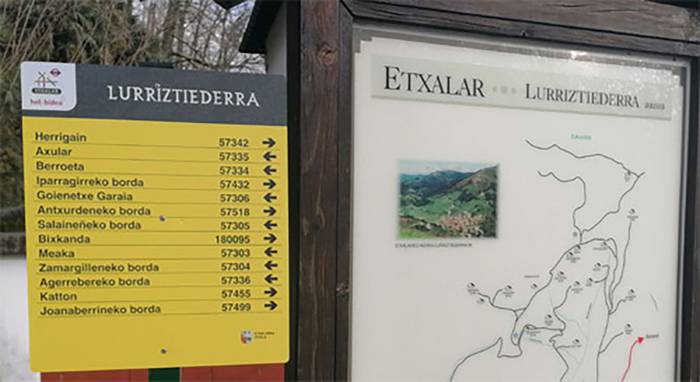 ETXALAR
herri bidea
LURRIZTIEDERRA
Herrigain 57342 →
Axular 57335 →
Berroeta 57334 ←
Iparragirreko borda 57432 ←
Goienetxe Garaia 57306 ←
Antxurdeneko borda 57518 ←
Salaineñeko borda 57305 ←
Bixkanda 180095 →
Meaka 57303 ←
Zamargilleneko borda 57304 ←
Agerrebereko borda 57336 ←
Katton 57455 →
Joanaberrineko borda 57499 →
ETXALAR LURRIZTIEDERRA auzoa